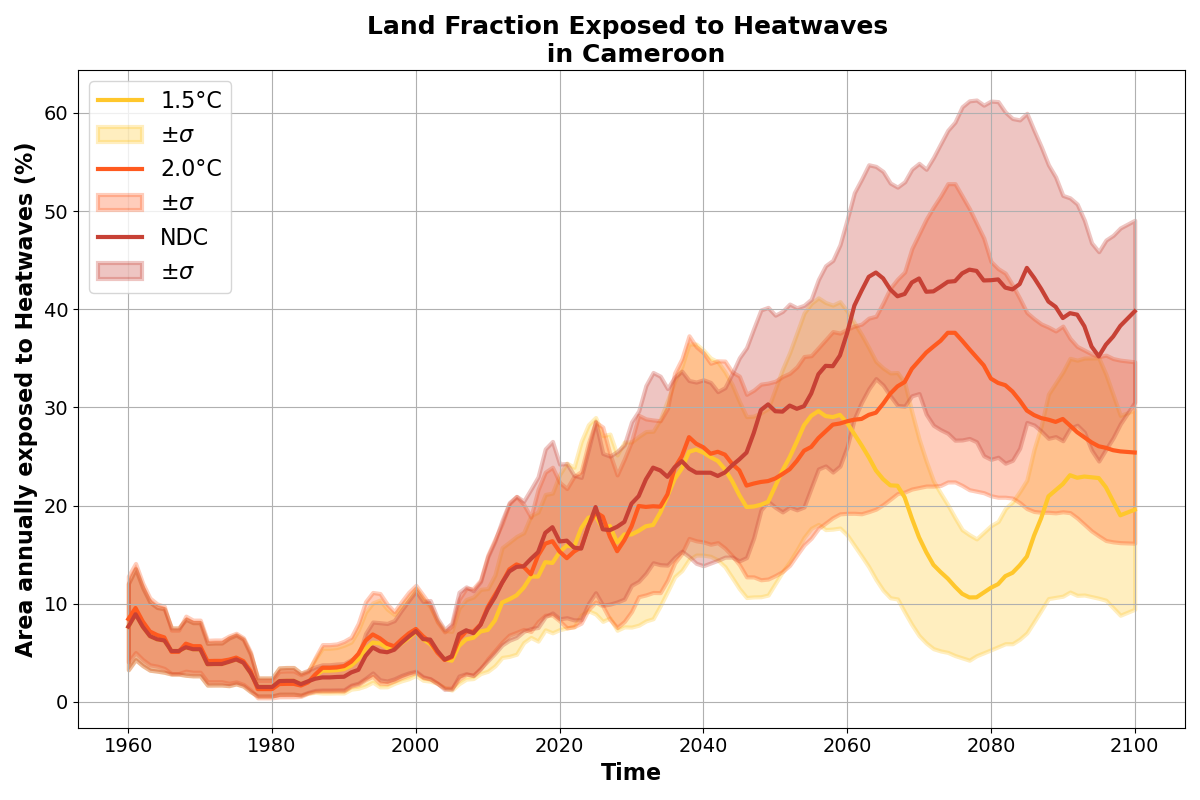 Land Fraction Exposed to Heatwaves
in Cameroon
1.5°C
±σ
2.0°C
±σ
NDC
±σ
Area annually exposed to Heatwaves (%)
60
50
40
30
20
10
0
1960 1980 2000 2020 2040 2060 2080 2100
Time